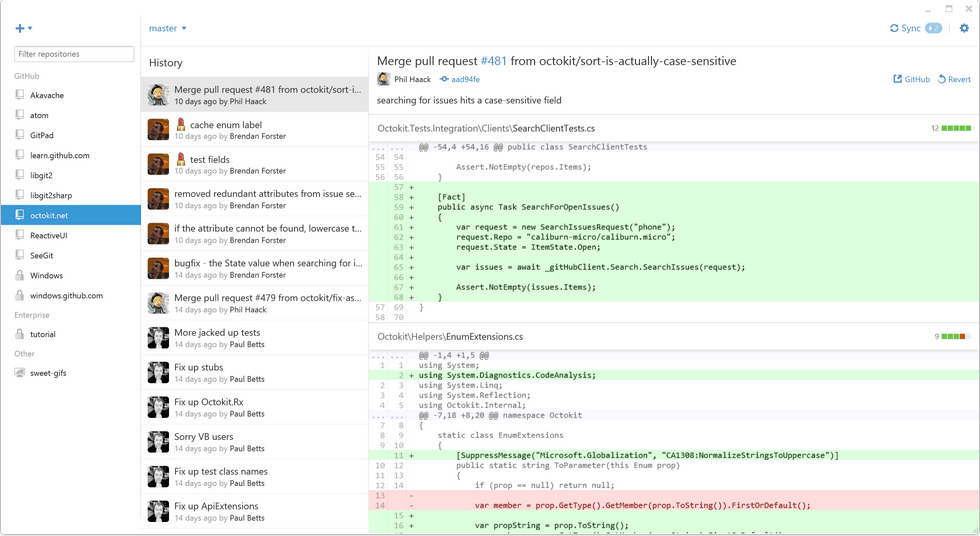 master
Sync
Filter repositories
GitHub
Akavache
atom
GitPad
learn.github.com
libgit2
libgit2sharp
octokit.net
ReactiveUI
SeeGit
Windows
windows.github.com
Enterprise
tutorial
Other
sweet-gifs
History
Merge pull request #481 from octokit/sort-i...
10 days ago by Phil Haack
cache enum label
10 days ago by Brendan Forster
test fields
10 days ago by Brendan Forster
removed redundant attributes from issue se...
10 days ago by Brendan Forster
if the attribute cannot be found, lowercase t...
10 days ago by Brendan Forster
bugfix - the State value when searching for i...
14 days ago by Brendan Forster
Merge pull request #479 from octokit/fix-as...
14 days ago by Phil Haack
More jacked up tests
14 days ago by Paul Betts
Fix up stubs
14 days ago by Paul Betts
Fix up Octokit.Rx
14 days ago by Paul Betts
Sorry VB users
14 days ago by Paul Betts
Fix up test class names
14 days ago by Paul Betts
Fix up ApiExtensions
14 days ago by Paul Betts
Merge pull request #481 from octokit/sort-is-actually-case-sensitive
Phil Haack aad94fe GitHub Revert
searching for issues hits a case-sensitive field
Octokit.Tests.Integration\Clients\SearchClientTests.cs 12
... ... @@ -54,4 +54,16 @@ public class SearchClientTests
54 54
55 55 Assert.NotEmpty(repos.Items);
56 56 }
57 +
58 + [Fact]
59 + public async Task SearchForOpenIssues()
60 + {
61 + var request = new SearchIssuesRequest("phone");
62 + request.Repo = "caliburn-micro/caliburn.micro";
63 + request.State = ItemState.Open;
64 +
65 + var issues = await _gitHubClient.Search.SearchIssues(request);
66 +
67 + Assert.NotEmpty(issues.Items);
68 + }
57 69 }
58 70
Octokit\Helpers\EnumExtensions.cs 9
... ... @@ -1,4 +1,5 @@
1 1 using System;
2 + using System.Diagnostics.CodeAnalysis;
2 3 using System.Linq;
3 4 using System.Reflection;
4 5 using Octokit.Internal;
... ... @@ -7,18 +8,20 @@ namespace Octokit
7 8 {
8 9 static class EnumExtensions
9 10 {
11 + [SuppressMessage("Microsoft.Globalization", "CA1308:NormalizeStringsToUppercase")]
10 12 public static string ToParameter(this Enum prop)
11 13 {
12 14 if (prop == null) return null;
13 -
14 - var member = prop.GetType().GetMember(prop.ToString()).FirstOrDefault();
15 +
16 + var propString = prop.ToString();